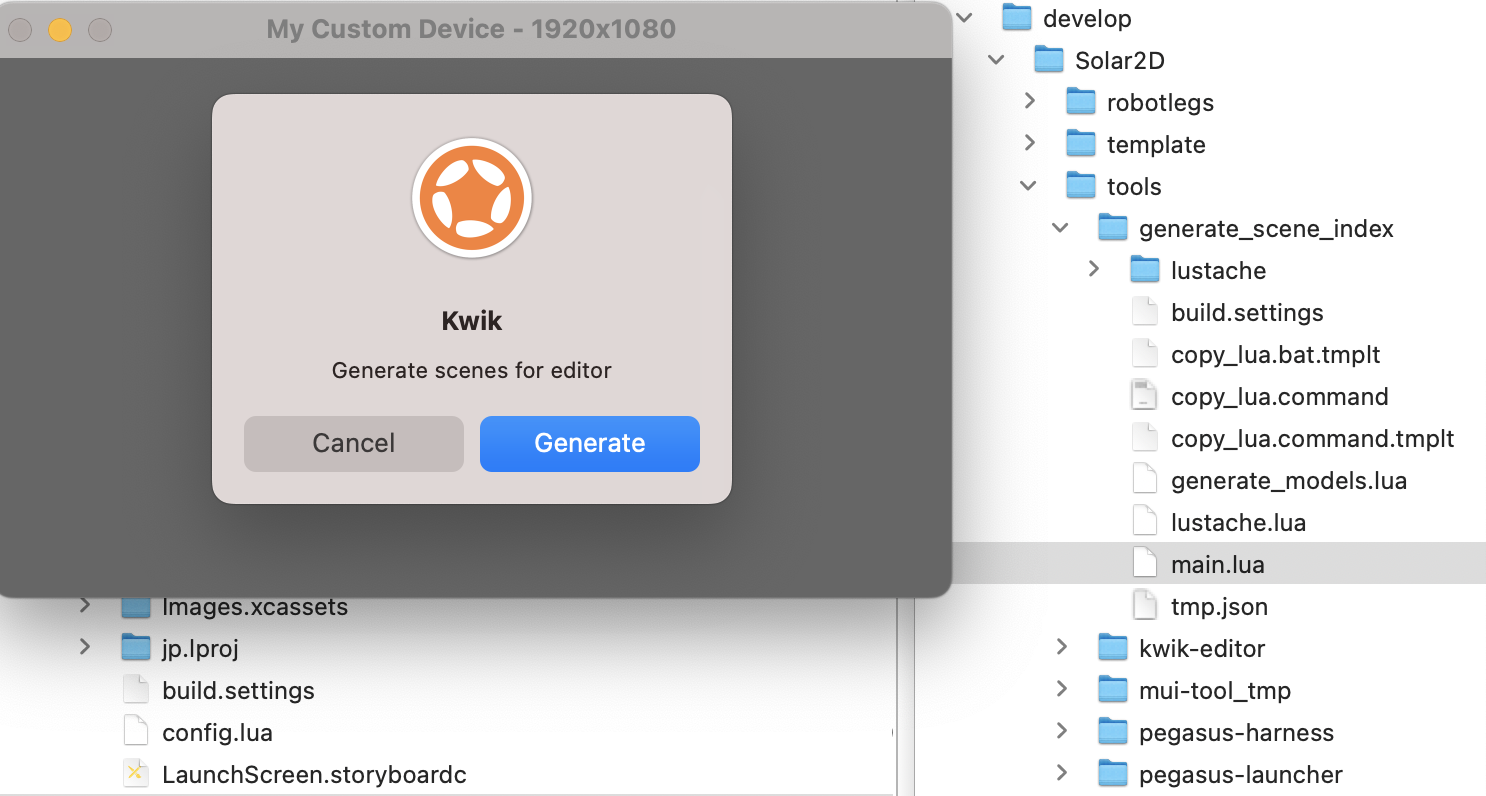 My Custom Device - 1920x1080
Kwik
Generate scenes for editor
Cancel
Generate
Images.xcassets
jp.lproj
build.settings
config.lua
LaunchScreen.storyboardc
develop
Solar2D
robotlegs
template
tools
generate_scene_index
lustache
build.settings
copy_lua.bat.tmplt
copy_lua.command
copy_lua.command.tmplt
generate_models.lua
lustache.lua
main.lua
tmp.json
kwik-editor
mui-tool_tmp
pegasus-harness
pegasus-launcher